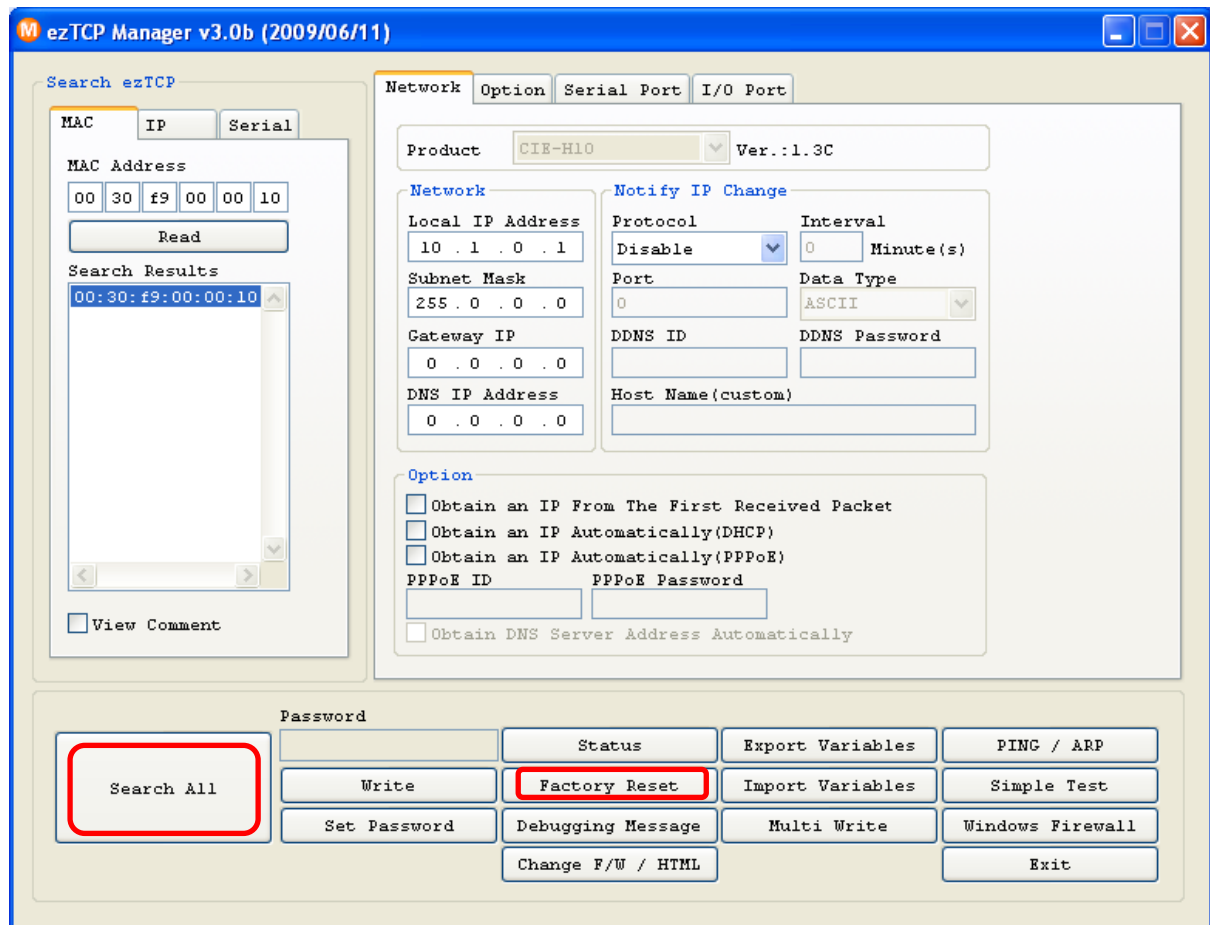 ezTCP Manager v3.0b (2009/06/11)
Search ezTCP
MAC IP Serial
MAC Address
00 30 f9 00 00 10
Read
Search Results
00:30:f9:00:00:10
View Comment
Network Option Serial Port I/O Port
Product CIE-H10 Ver.:1.3C
Network
Local IP Address
10 . 1 . 0 . 1
Subnet Mask
255 . 0 . 0 . 0
Gateway IP
0 . 0 . 0 . 0
DNS IP Address
0 . 0 . 0 . 0
Notify IP Change
Protocol Interval
Disable 0 Minute(s)
Port Data Type
0 ASCII
DDNS ID DDNS Password
Host Name(custom)
Option
Obtain an IP From The First Received Packet
Obtain an IP Automatically(DHCP)
Obtain an IP Automatically(PPPoE)
PPPoE ID PPPoE Password
Obtain DNS Server Address Automatically
Password
Search All
Status Export Variables PING / ARP
Write Factory Reset Import Variables Simple Test
Set Password Debugging Message Multi Write Windows Firewall
Change F/W / HTML Exit